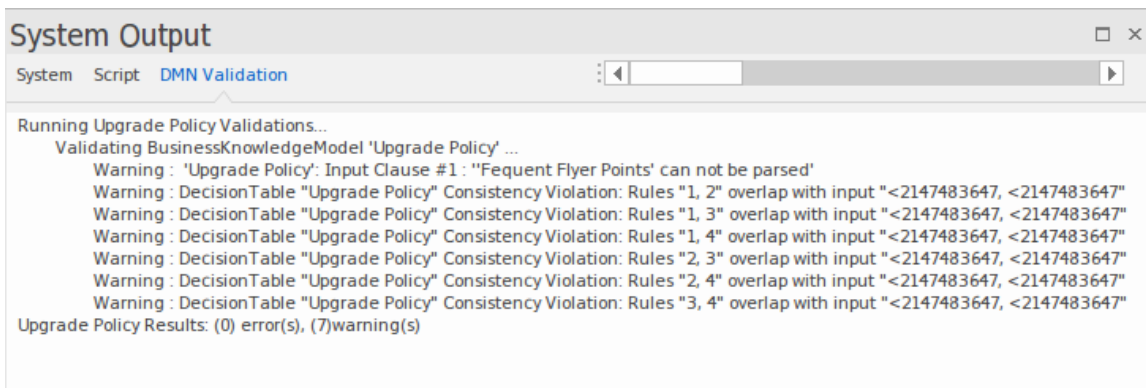 System Output
System Script DMN Validation
Running Upgrade Policy Validations...
Validating BusinessKnowledgeModel 'Upgrade Policy' ...
Warning : 'Upgrade Policy': Input Clause #1 : ''Fequent Flyer Points' can not be parsed'
Warning : DecisionTable "Upgrade Policy" Consistency Violation: Rules "1, 2" overlap with input "<2147483647, <2147483647"
Warning : DecisionTable "Upgrade Policy" Consistency Violation: Rules "1, 3" overlap with input "<2147483647, <2147483647"
Warning : DecisionTable "Upgrade Policy" Consistency Violation: Rules "1, 4" overlap with input "<2147483647, <2147483647"
Warning : DecisionTable "Upgrade Policy" Consistency Violation: Rules "2, 3" overlap with input "<2147483647, <2147483647"
Warning : DecisionTable "Upgrade Policy" Consistency Violation: Rules "2, 4" overlap with input "<2147483647, <2147483647"
Warning : DecisionTable "Upgrade Policy" Consistency Violation: Rules "3, 4" overlap with input "<2147483647, <2147483647"
Upgrade Policy Results: (0) error(s), (7)warning(s)